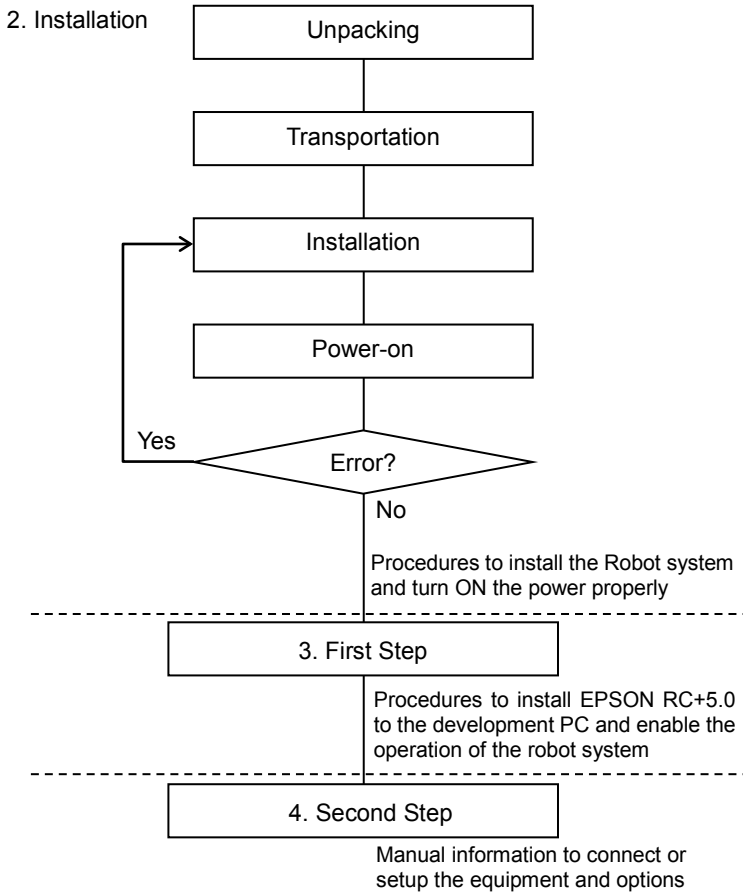 2. Installation
Unpacking
Transportation
Installation
Power-on
Yes
Error?
No
Procedures to install the Robot system
and turn ON the power properly
3. First Step
Procedures to install EPSON RC+5.0
to the development PC and enable the
operation of the robot system
4. Second Step
Manual information to connect or
setup the equipment and options